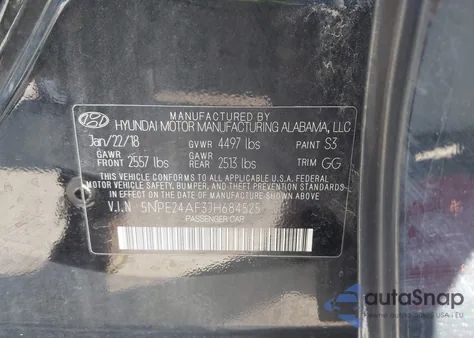 MANUFACTURED BY
HYUNDAI MOTOR MANUFACTURING ALABAMA, LLC
Jan/22/18 GVWR 4497 lbs PAINT S3
GAWR FRONT 2557 lbs GAWR REAR 2513 lbs TRIM GG
THIS VEHICLE CONFORMS TO ALL APPLICABLE FEDERAL
MOTOR VEHICLE SAFETY, BUMPER, AND THEFT PREVENTION
STANDARDS IN EFFECT ON THE DATE OF MANUFACTURE SHOWN ABOVE.
V.I.N 5NPE24AF3JH684525
PASSENGER CAR
autoSnap